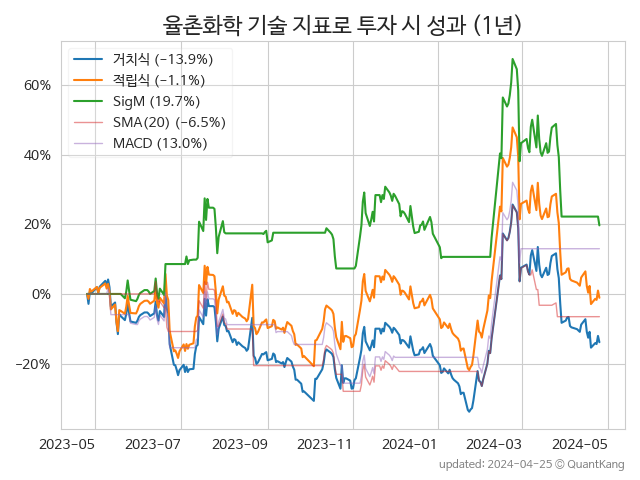 율촌화학 기술 지표로 투자 시 성과 (1년)
거치식 (−13.9%)
적립식 (−1.1%)
SigM (19.7%)
SMA(20) (−6.5%)
MACD (13.0%)
60%
40%
20%
0%
−20%
2023−05 2023−07 2023−09 2023−11 2024−01 2024−03 2024−05
updated: 2024−04−25 © QuantKang